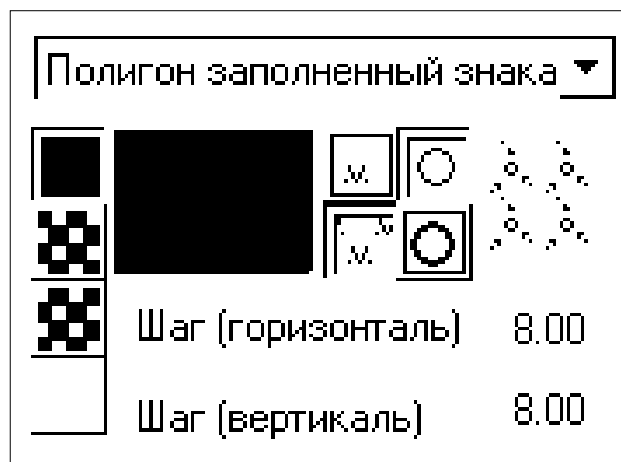 Полигон заполненный знака
Шаг (горизонталь) 8.00
Шаг (вертикаль) 8.00